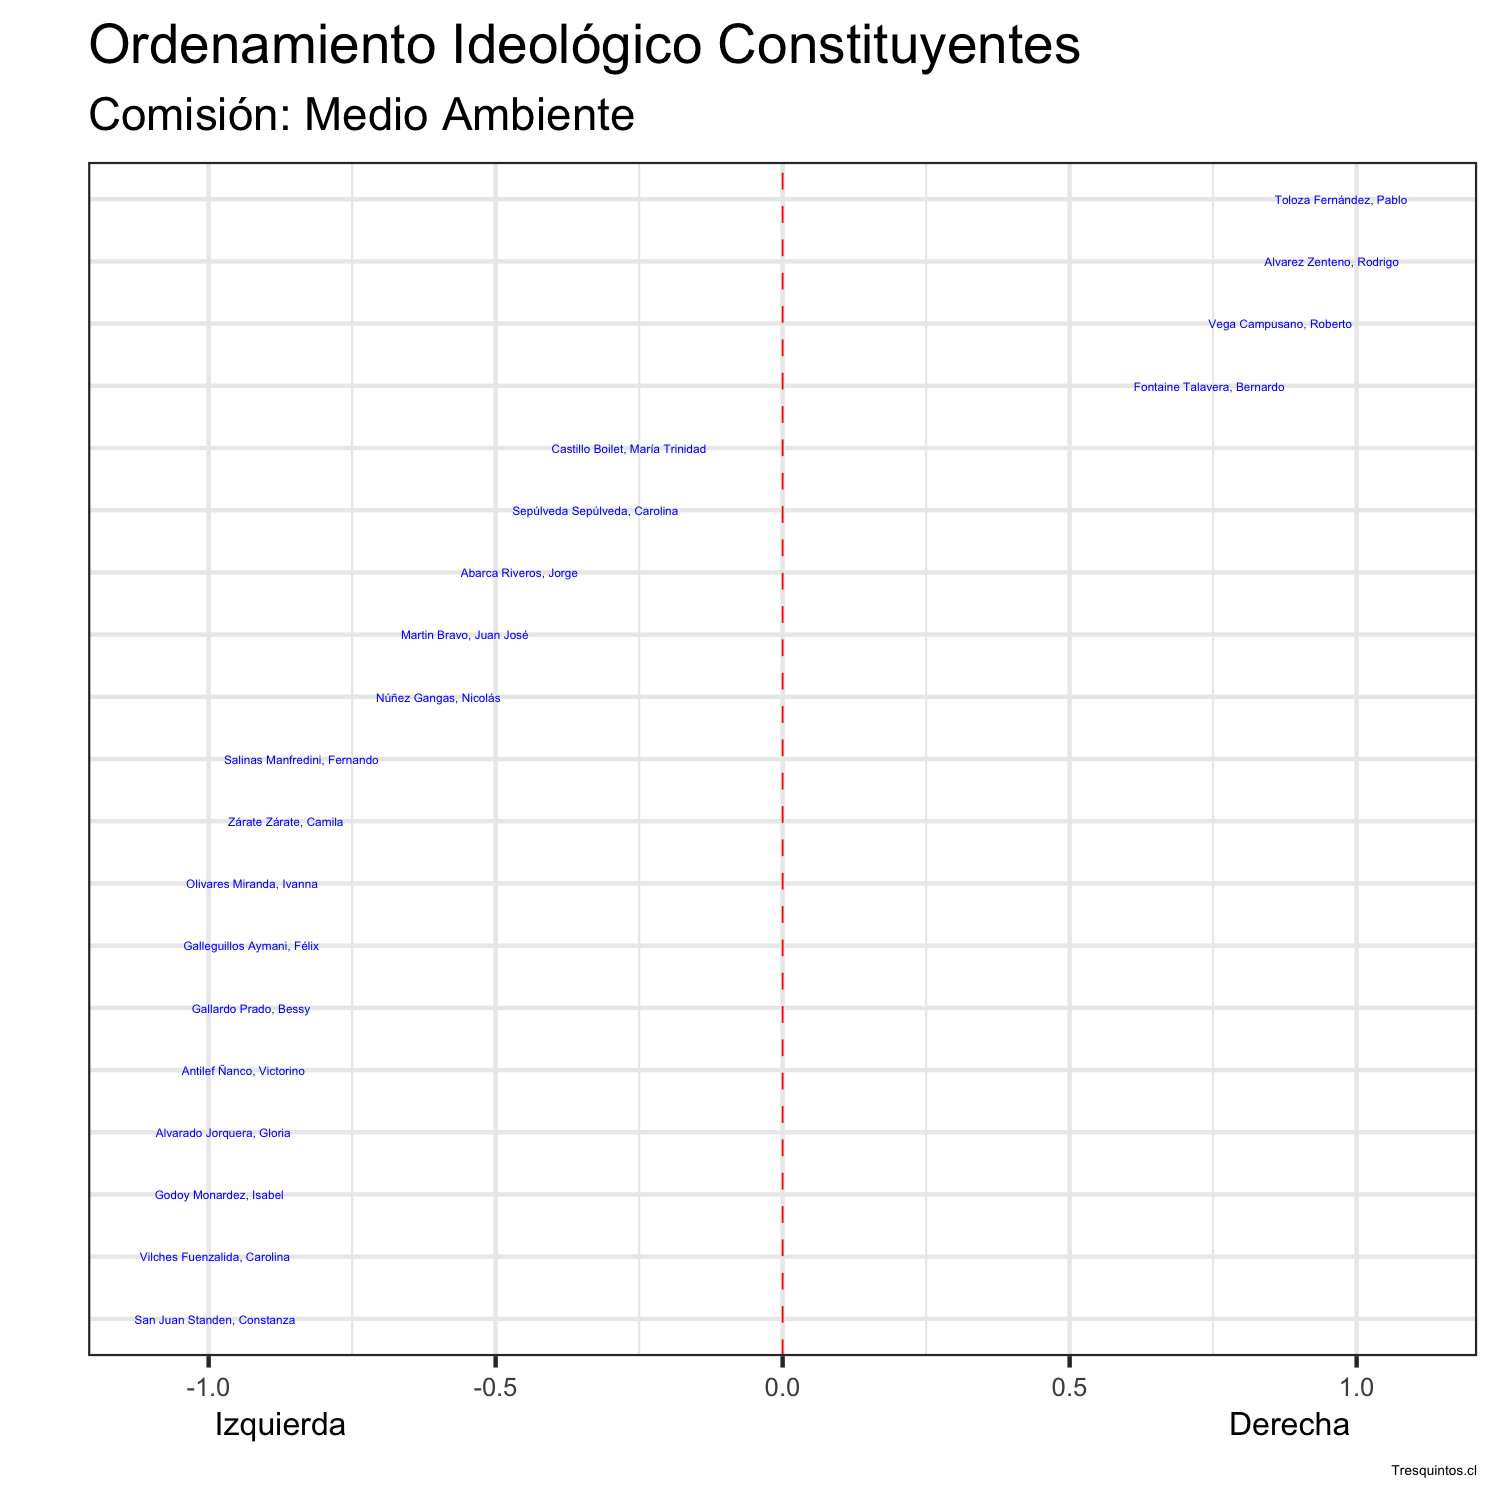 Ordenamiento Ideológico Constituyentes
Comisión: Medio Ambiente
Toloza Fernández, Pablo
Alvarez Zenteno, Rodrigo
Vega Campusano, Roberto
Fontaine Talavera, Bernardo
Castillo Boilet, María Trinidad
Sepúlveda Sepúlveda, Carolina
Abarca Riveros, Jorge
Martin Bravo, Juan José
Núñez Gangas, Nicolás
Salinas Manfredini, Fernando
Zárate Zárate, Camila
Olivares Miranda, Ivanna
Galleguillos Aymani, Félix
Gallardo Prado, Bessy
Antilef Ñanco, Victorino
Alvarado Jorquera, Gloria
Godoy Monardez, Isabel
Vilches Fuenzalida, Carolina
San Juan Standen, Constanza
-1.0 -0.5 0.0 0.5 1.0
Izquierda Derecha
Tresquintos.cl